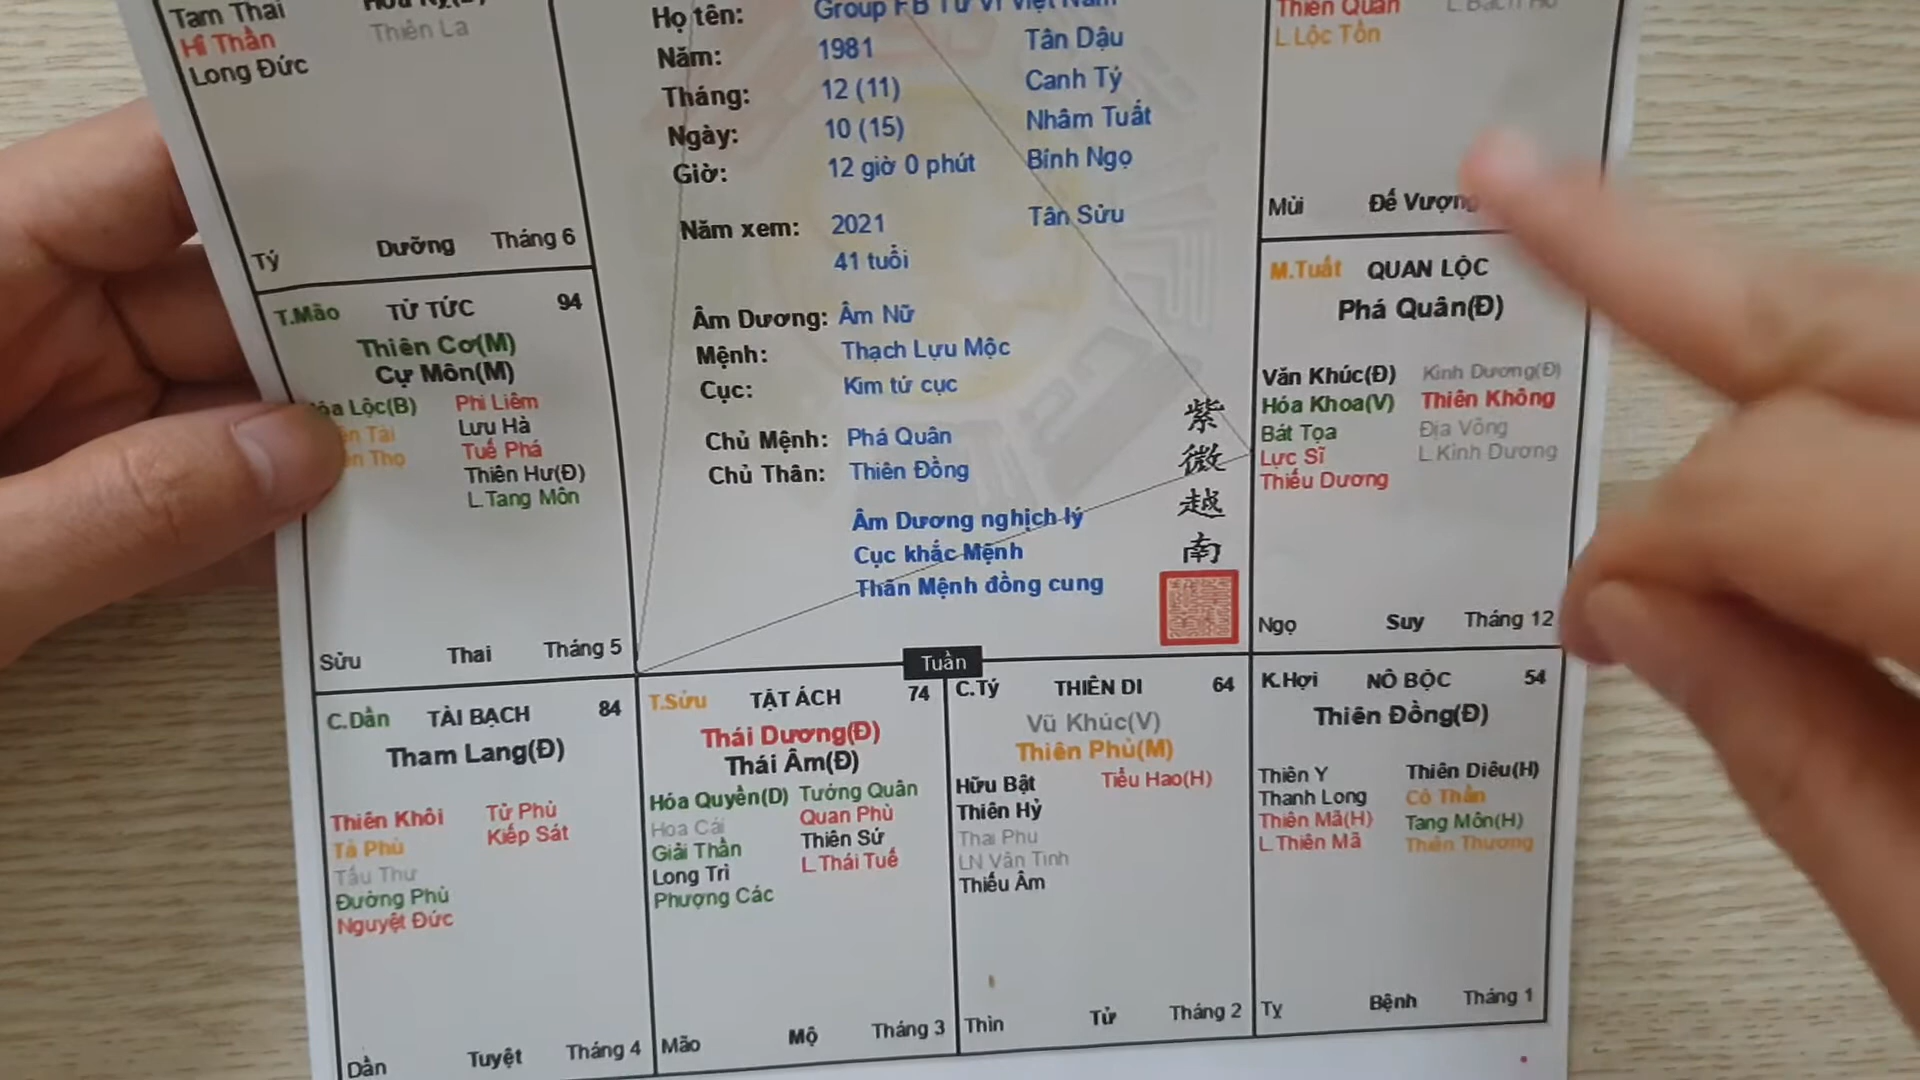 Tam Thai
Hỉ Thần
Long Đức
Thiên La
Tý
Dưỡng
Tháng 6
Họ tên: Group FB Tử Vi Việt Nam
Năm: 1981 Tân Dậu
Tháng: 12 (11) Canh Tý
Ngày: 10 (15) Nhâm Tuất
Giờ: 12 giờ 0 phút Bính Ngọ
Năm xem: 2021 Tân Sửu
41 tuổi
Âm Dương: Âm Nữ
Mệnh: Thạch Lựu Mộc
Cục: Kim tứ cục
Chủ Mệnh: Phá Quân
Chủ Thân: Thiên Đồng
Âm Dương nghịch lý
Cục khắc Mệnh
Thân Mệnh đồng cung
紫
微
越
南
Thiên Quan
L.Bạch Hổ
L.Lộc Tồn
Mùi
Đế Vượng
T.Mão TỬ TỨC 94
Thiên Cơ(M)
Cự Môn(M)
Lộc(B)
Tài
Thọ
Phi Liêm
Lưu Hà
Tuế Phá
Thiên Hư(Đ)
L.Tang Môn
Sửu Thai Tháng 5
M.Tuất QUAN LỘC
Phá Quân(Đ)
Văn Khúc(Đ)
Hóa Khoa(V)
Bát Tọa
Lực Sĩ
Thiếu Dương
Kình Dương(Đ)
Thiên Không
Địa Võng
L.Kình Dương
Ngọ Suy Tháng 12
Tuần
C.Dần TÀI BẠCH 84
Tham Lang(Đ)
Thiên Khôi
Tả Phù
Tấu Thư
Đường Phù
Nguyệt Đức
Tử Phù
Kiếp Sát
Dần Tuyệt Tháng 4
T.Sửu TẬT ÁCH 74
Thái Dương(Đ)
Thái Âm(Đ)
Hóa Quyền(D)
Hoa Cái
Giải Thần
Long Trì
Phượng Các
Tướng Quân
Quan Phù
Thiên Sứ
L.Thái Tuế
Mão Mộ Tháng 3
C.Tý THIÊN DI 64
Vũ Khúc(V)
Thiên Phủ(M)
Hữu Bật
Thiên Hỷ
Thai Phụ
LN Văn Tinh
Thiếu Âm
Tiểu Hao(H)
Thìn Tử Tháng 2
K.Hợi NÔ BỘC 54
Thiên Đồng(Đ)
Thiên Y
Thanh Long
Thiên Mã(H)
L.Thiên Mã
Thiên Diêu(H)
Cô Thần
Tang Môn(H)
Thiên Thương
Tỵ Bệnh Tháng 1